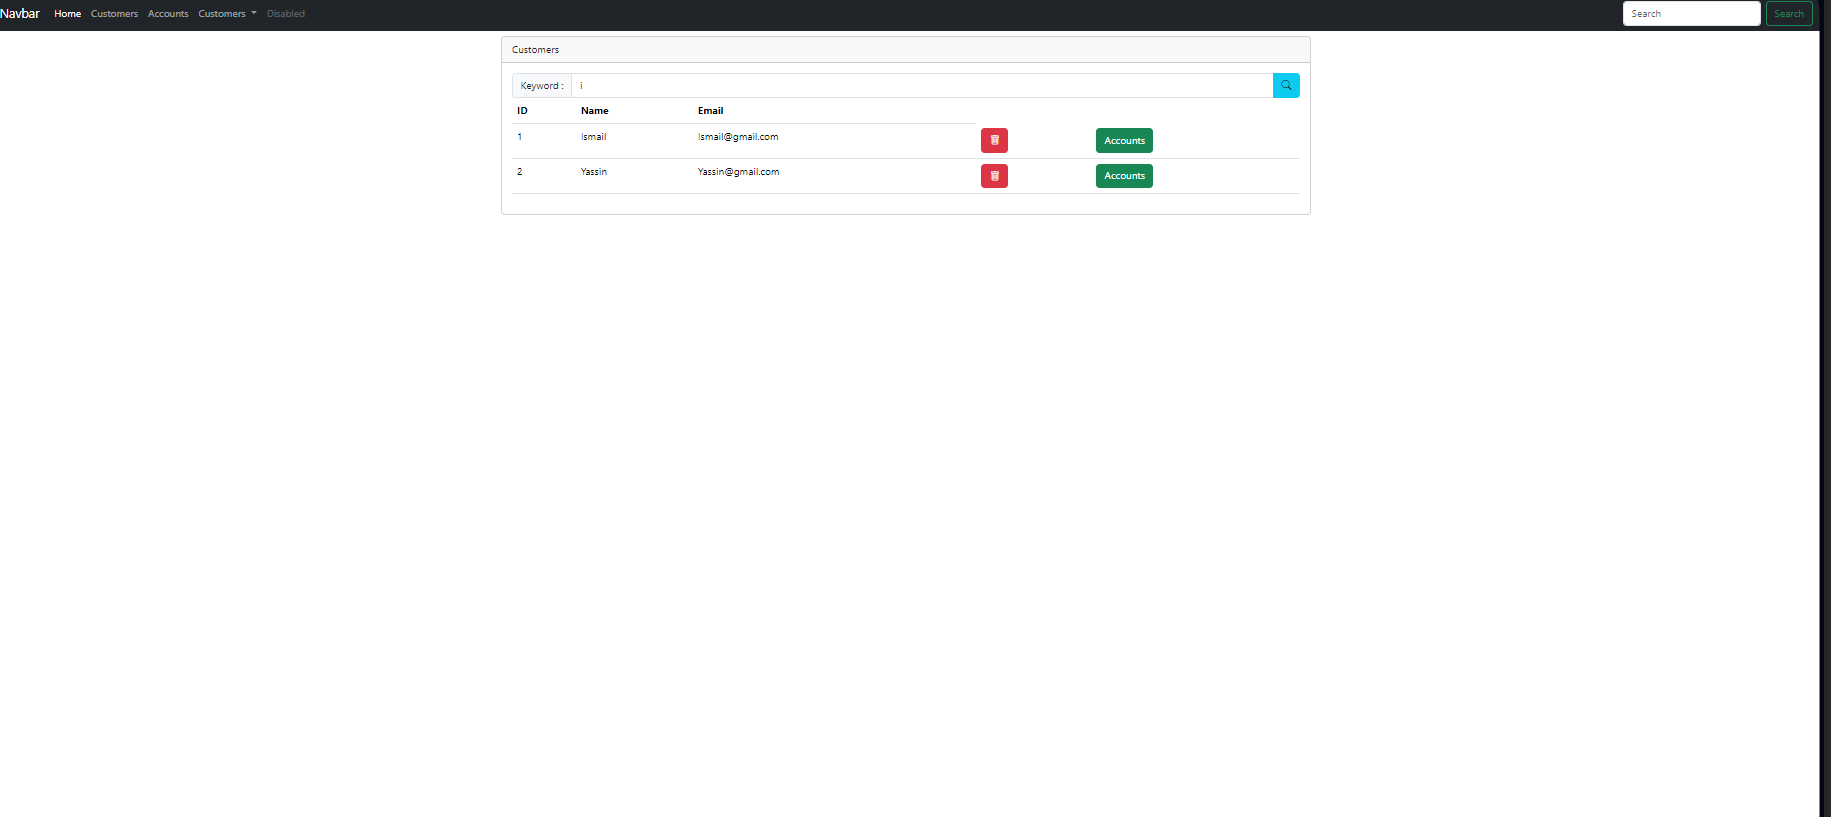 Navbar Home Customers Accounts Customers Disabled Search Search
Customers
Keyword : i
ID Name Email
1 Ismail Ismail@gmail.com Accounts
2 Yassin Yassin@gmail.com Accounts